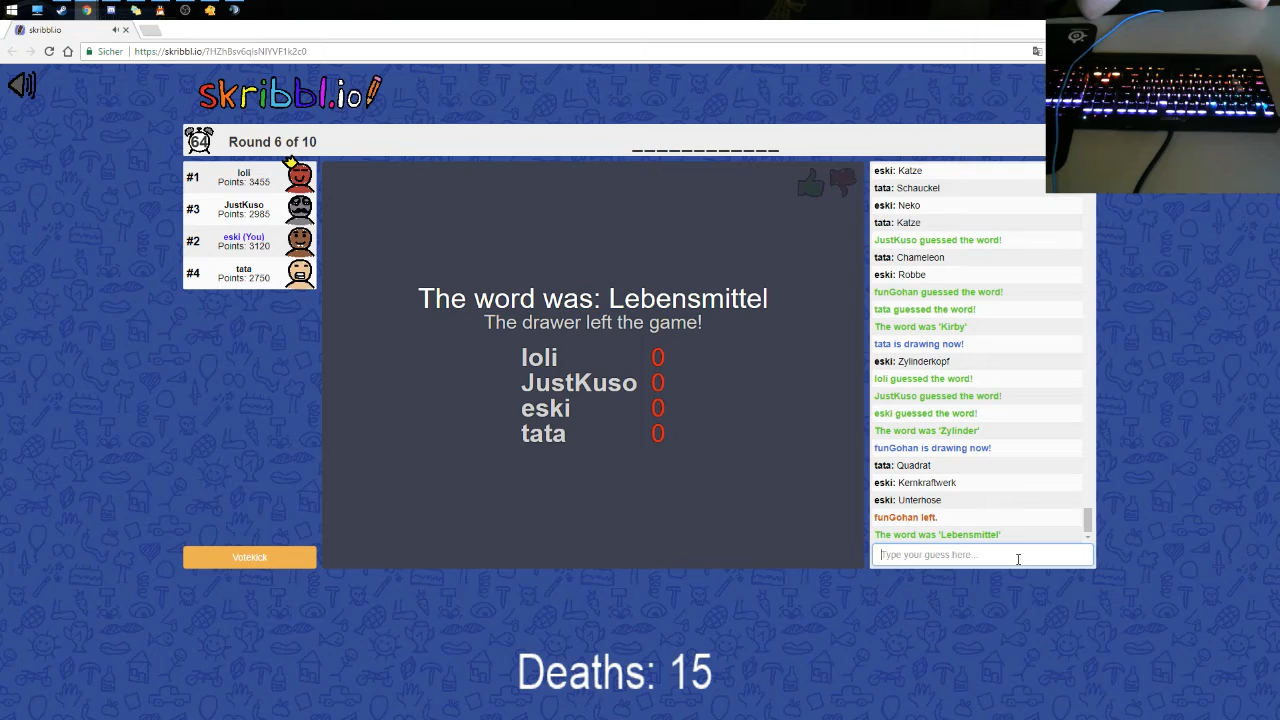 skribbl.io
Sicher
https://skribbl.io/?7HZhBsv6qlsNlYVF1k2c0
skribbl.io
64
Round 6 of 10
___________
#1
loli
Points: 3455
#3
JustKuso
Points: 2985
#2
eski (You)
Points: 3120
#4
tata
Points: 2750
Votekick
The word was: Lebensmittel
The drawer left the game!
loli 0
JustKuso 0
eski 0
tata 0
eski: Katze
tata: Schauckel
eski: Neko
tata: Katze
JustKuso guessed the word!
tata: Chameleon
eski: Robbe
funGohan guessed the word!
tata guessed the word!
The word was 'Kirby'
tata is drawing now!
eski: Zylinderkopf
loli guessed the word!
JustKuso guessed the word!
eski guessed the word!
The word was 'Zylinder'
funGohan is drawing now!
tata: Quadrat
eski: Kernkraftwerk
eski: Unterhose
funGohan left.
The word was 'Lebensmittel'
Type your guess here...
Deaths: 15